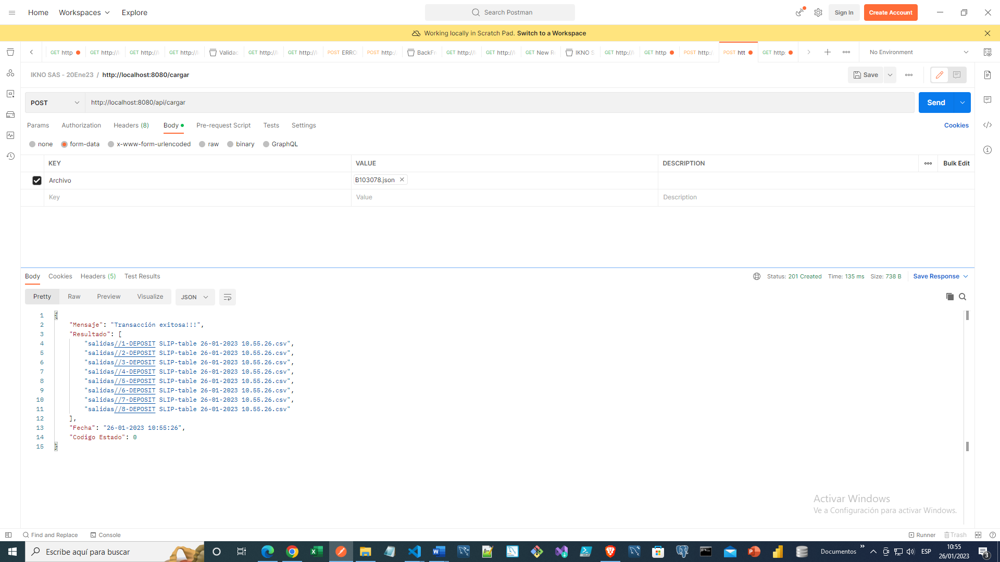 Home Workspaces Explore Search Postman Sign In Create Account
Working locally in Scratch Pad. Switch to a Workspace
GET http GET http:// GET http:// GET http:// Validac GET http:// GET http:// POST ERRO POST http:/ BackFr GET http:// GET http:// GET New R IKNO S GET http:// GET http POST http:/ POST htt GET http: No Environment
IKNO SAS - 20Ene23 / http://localhost:8080/cargar Save
POST http://localhost:8080/api/cargar Send
Params Authorization Headers (8) Body Pre-request Script Tests Settings Cookies
none form-data x-www-form-urlencoded raw binary GraphQL
KEY VALUE DESCRIPTION Bulk Edit
Archivo B103078.json
Key Value Description
Body Cookies Headers (5) Test Results Status: 201 Created Time: 135 ms Size: 738 B Save Response
Pretty Raw Preview Visualize JSON
1 {
2 "Mensaje": "Transacción exitosa!!!",
3 "Resultado": [
4 "salidas//1-DEPOSIT SLIP-table 26-01-2023 10.55.26.csv",
5 "salidas//2-DEPOSIT SLIP-table 26-01-2023 10.55.26.csv",
6 "salidas//3-DEPOSIT SLIP-table 26-01-2023 10.55.26.csv",
7 "salidas//4-DEPOSIT SLIP-table 26-01-2023 10.55.26.csv",
8 "salidas//5-DEPOSIT SLIP-table 26-01-2023 10.55.26.csv",
9 "salidas//6-DEPOSIT SLIP-table 26-01-2023 10.55.26.csv",
10 "salidas//7-DEPOSIT SLIP-table 26-01-2023 10.55.26.csv",
11 "salidas//8-DEPOSIT SLIP-table 26-01-2023 10.55.26.csv"
12 ],
13 "Fecha": "26-01-2023 10:55:26",
14 "Codigo Estado": 0
15 }
Activar Windows
Ve a Configuración para activar Windows.
Find and Replace Console Runner Trash
Escribe aquí para buscar Documentos ESP 10:55
26/01/2023 3